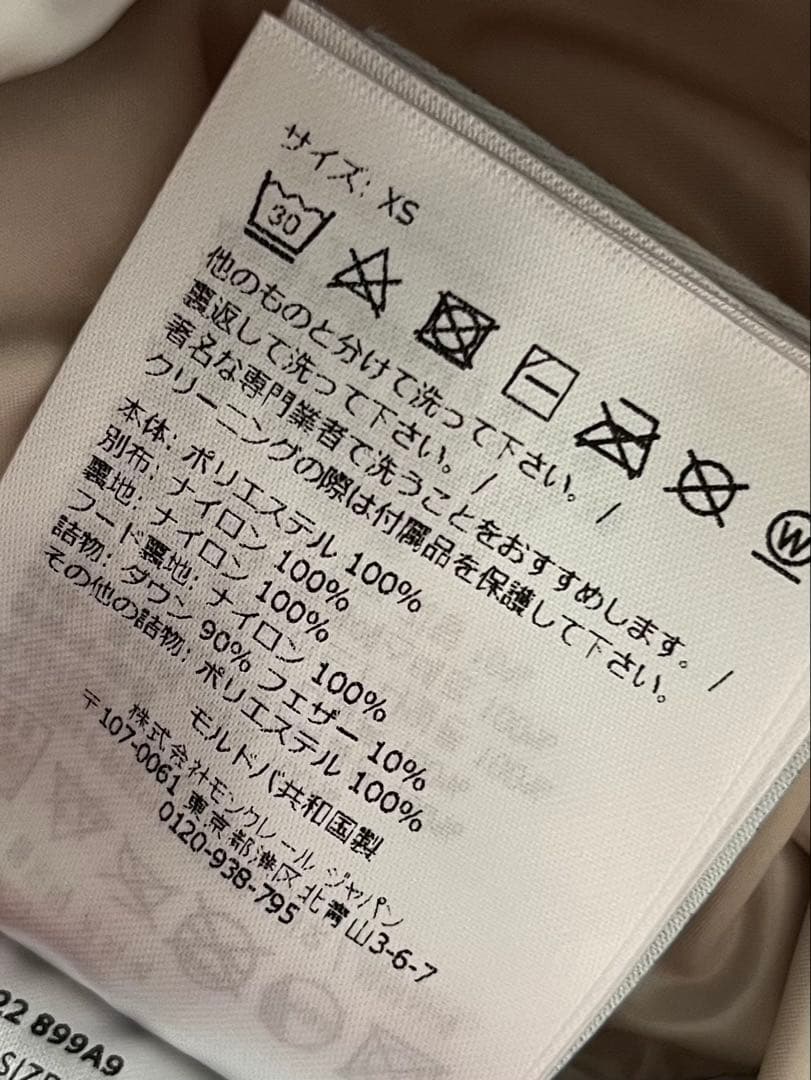 サイズ: XS
30
W
他のものと分けて洗って下さい。 /
裏返して洗って下さい。 /
著名な専門業者で洗うことをおすすめします。 /
クリーニングの際は付属品を保護して下さい。
本体: ポリエステル 100%
別布: ナイロン 100%
裏地: ナイロン 100%
フード裏地: ナイロン 100%
詰物: ダウン 90% フェザー 10%
その他の詰物: ポリエステル 100%
モルドバ共和国製
株式会社モンクレール ジャパン
〒107-0061 東京都港区北青山3-6-7
0120-938-795
22 899A9